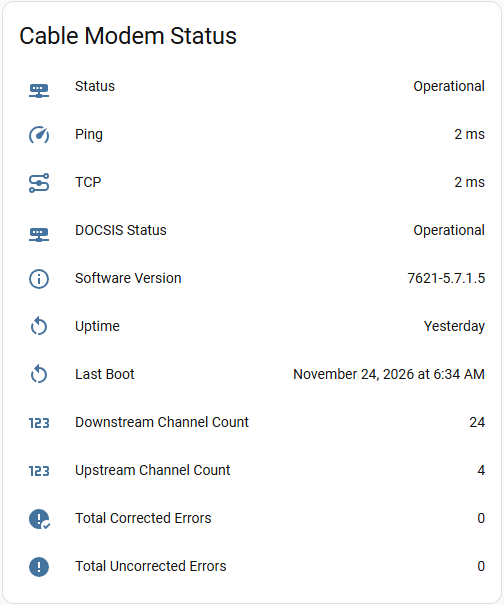 Cable Modem Status
Status Operational
Ping 2 ms
TCP 2 ms
DOCSIS Status Operational
Software Version 7621-5.7.1.5
Uptime Yesterday
Last Boot November 24, 2026 at 6:34 AM
123 Downstream Channel Count 24
123 Upstream Channel Count 4
Total Corrected Errors 0
Total Uncorrected Errors 0